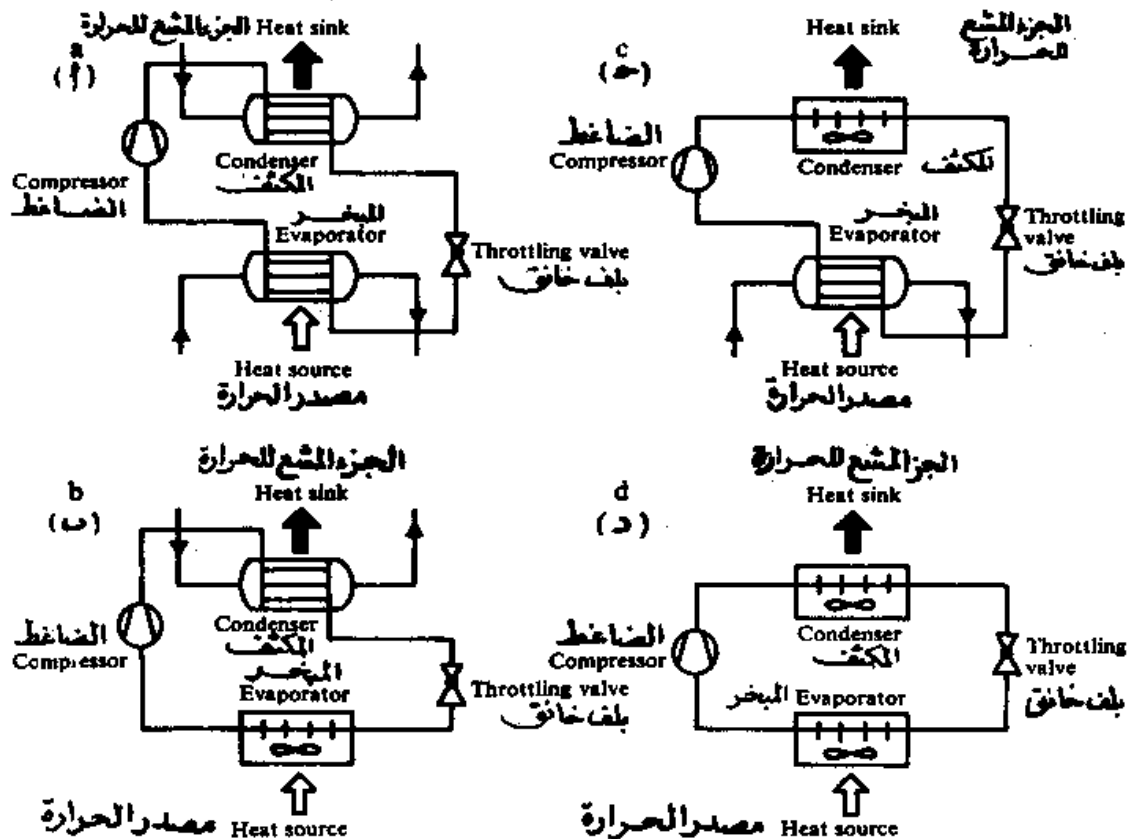 a
(أ)
الجزء المشع للحرارة
Heat sink
Condenser
المكثف
Compressor
الضاغط
المبخر
Evaporator
Throttling valve
بلف خانق
Heat source
مصدر الحرارة
c
(حـ)
Heat sink
الجزء المشع
للحرارة
الضاغط
Compressor
Condenser
المكثف
المبخر
Evaporator
Throttling
valve
بلف خانق
Heat source
مصدر الحرارة
b
(ب)
الجزء المشع للحرارة
Heat sink
الضاغط
Compressor
Condenser
المكثف
المبخر
Evaporator
Throttling valve
بلف خانق
مصدر الحرارة Heat source
d
(د)
الجز المشع للحرارة
Heat sink
الضاغط
Compressor
Condenser
المكثف
المبخر Evaporator
Throttling
valve
بلف خانق
مصدر الحرارة Heat source